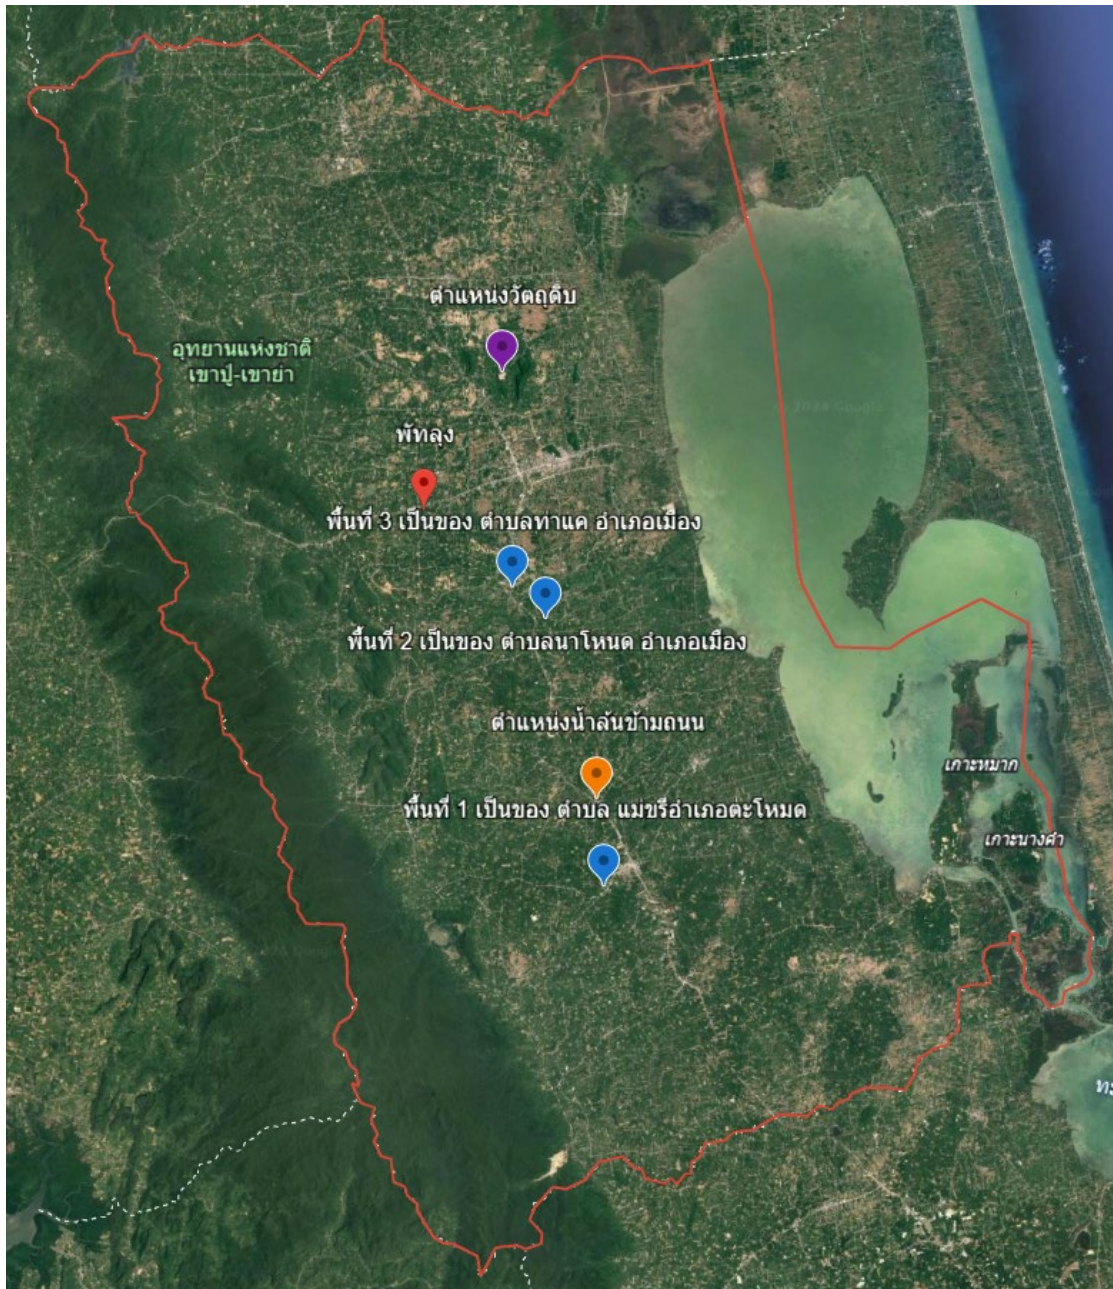 ตำแหน่งวัตถุดิบ
อุทยานแห่งชาติ
เขาปู่-เขาย่า
© 2024 Google
พัทลุง
พื้นที่ 3 เป็นของ ตำบลท่าแค อำเภอเมือง
พื้นที่ 2 เป็นของ ตำบลนาโหนด อำเภอเมือง
ตำแหน่งน้ำล้นข้ามถนน
เกาะหมาก
พื้นที่ 1 เป็นของ ตำบล แม่ขรีอำเภอตะโหมด
เกาะนางคำ